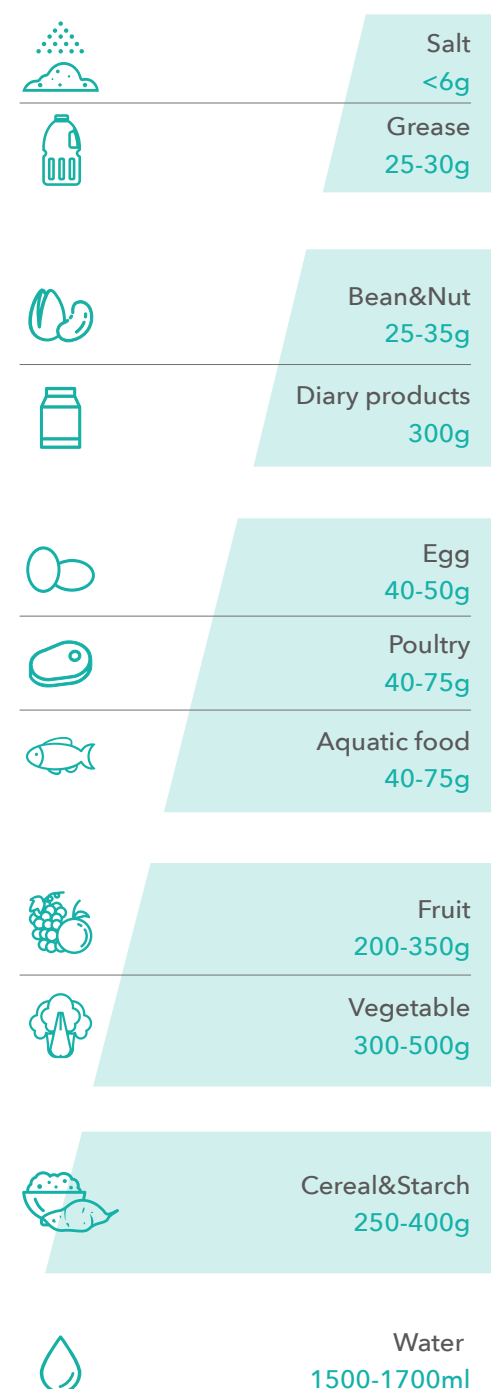 Salt
<6g
Grease
25-30g
Bean&Nut
25-35g
Diary products
300g
Egg
40-50g
Poultry
40-75g
Aquatic food
40-75g
Fruit
200-350g
Vegetable
300-500g
Cereal&Starch
250-400g
Water
1500-1700ml